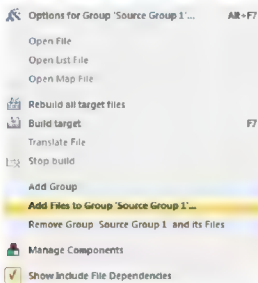 Options for Group 'Source Group 1'... Alt+F7
Open File
Open List File
Open Map File
Rebuild all target files
Build target F7
Translate File
Stop build
Add Group
Add Files to Group 'Source Group 1'...
Remove Group Source Group 1 and its Files
Manage Components
Show Include File Dependencies